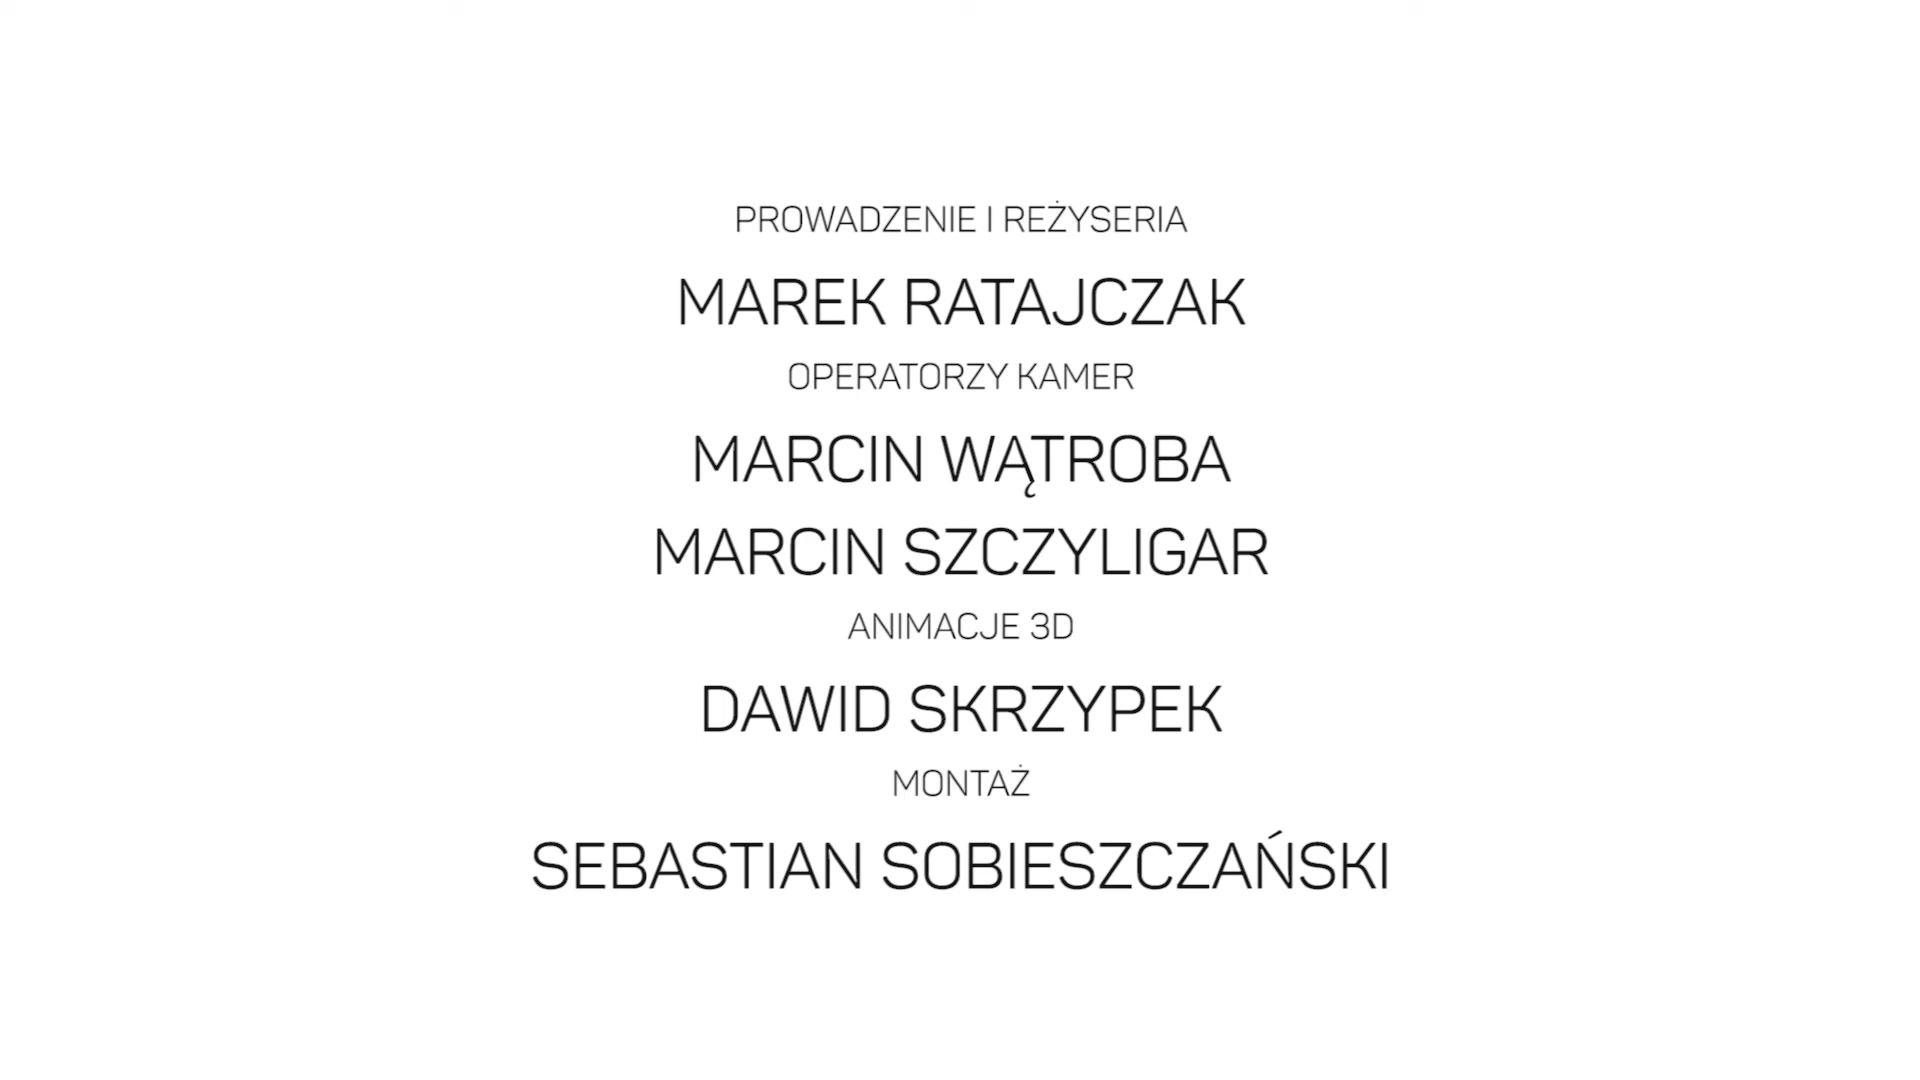 PROWADZENIE I REŻYSERIA
MAREK RATAJCZAK
OPERATORZY KAMER
MARCIN WĄTROBA
MARCIN SZCZYLIGAR
ANIMACJE 3D
DAWID SKRZYPEK
MONTAŻ
SEBASTIAN SOBIESZCZAŃSKI